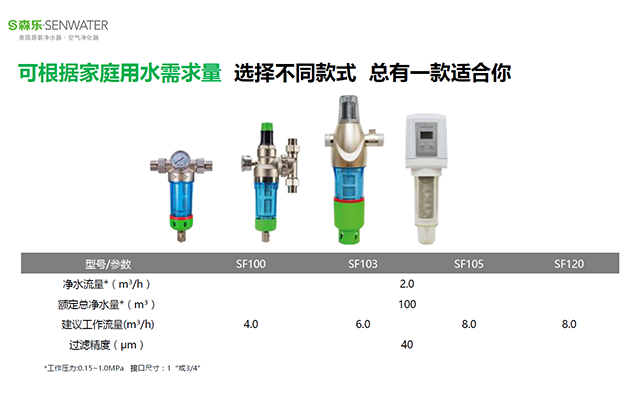 森乐·SENWATER
美国原装净水器·空气净化器
可根据家庭用水需求量 选择不同款式 总有一款适合你
型号/参数 SF100 SF103 SF105 SF120
净水流量*（m³/h） 2.0
额定总净水量*（m³） 100
建议工作流量(m³/h) 4.0 6.0 8.0 8.0
过滤精度（μm） 40
*工作压力:0.15~1.0MPa 接口尺寸：1“或3/4”